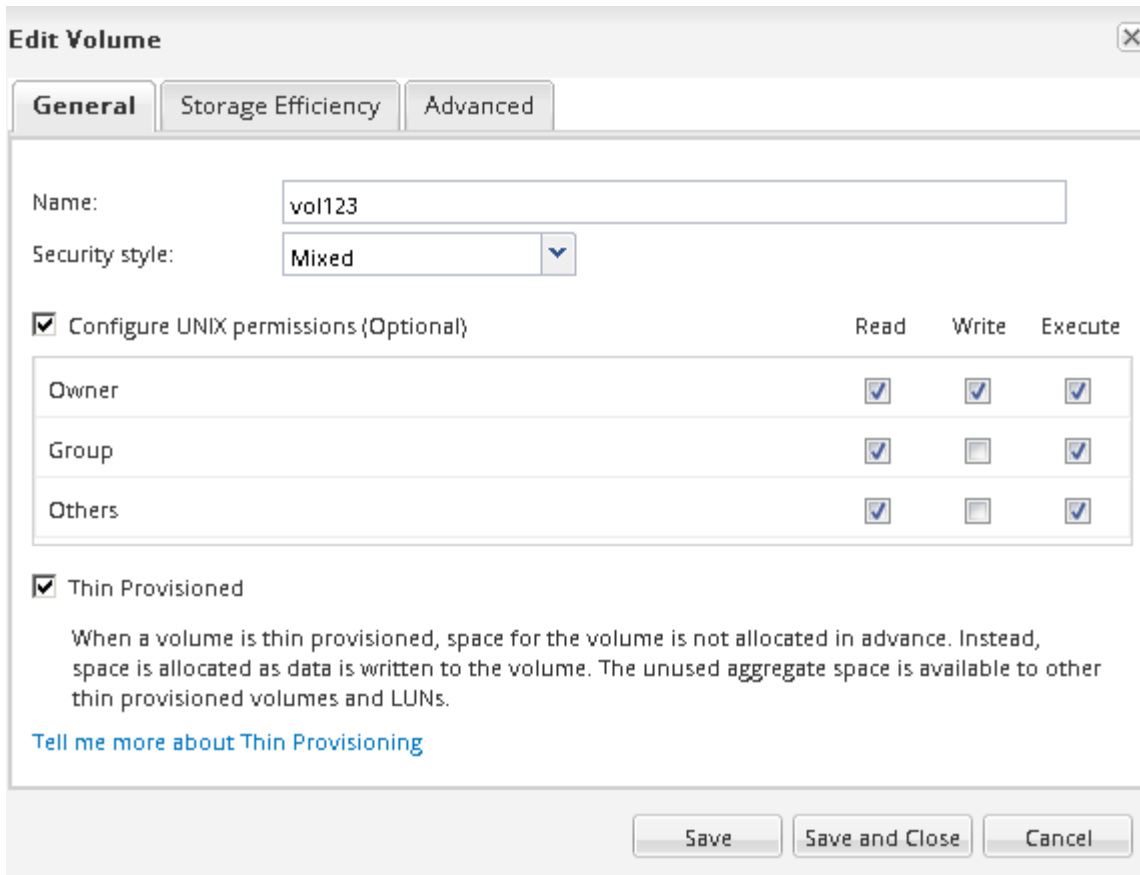 Edit Volume
General Storage Efficiency Advanced
Name: vol123
Security style: Mixed
Configure UNIX permissions (Optional) Read Write Execute
Owner
Group
Others
Thin Provisioned
When a volume is thin provisioned, space for the volume is not allocated in advance. Instead,
space is allocated as data is written to the volume. The unused aggregate space is available to other
thin provisioned volumes and LUNs.
Tell me more about Thin Provisioning
Save Save and Close Cancel